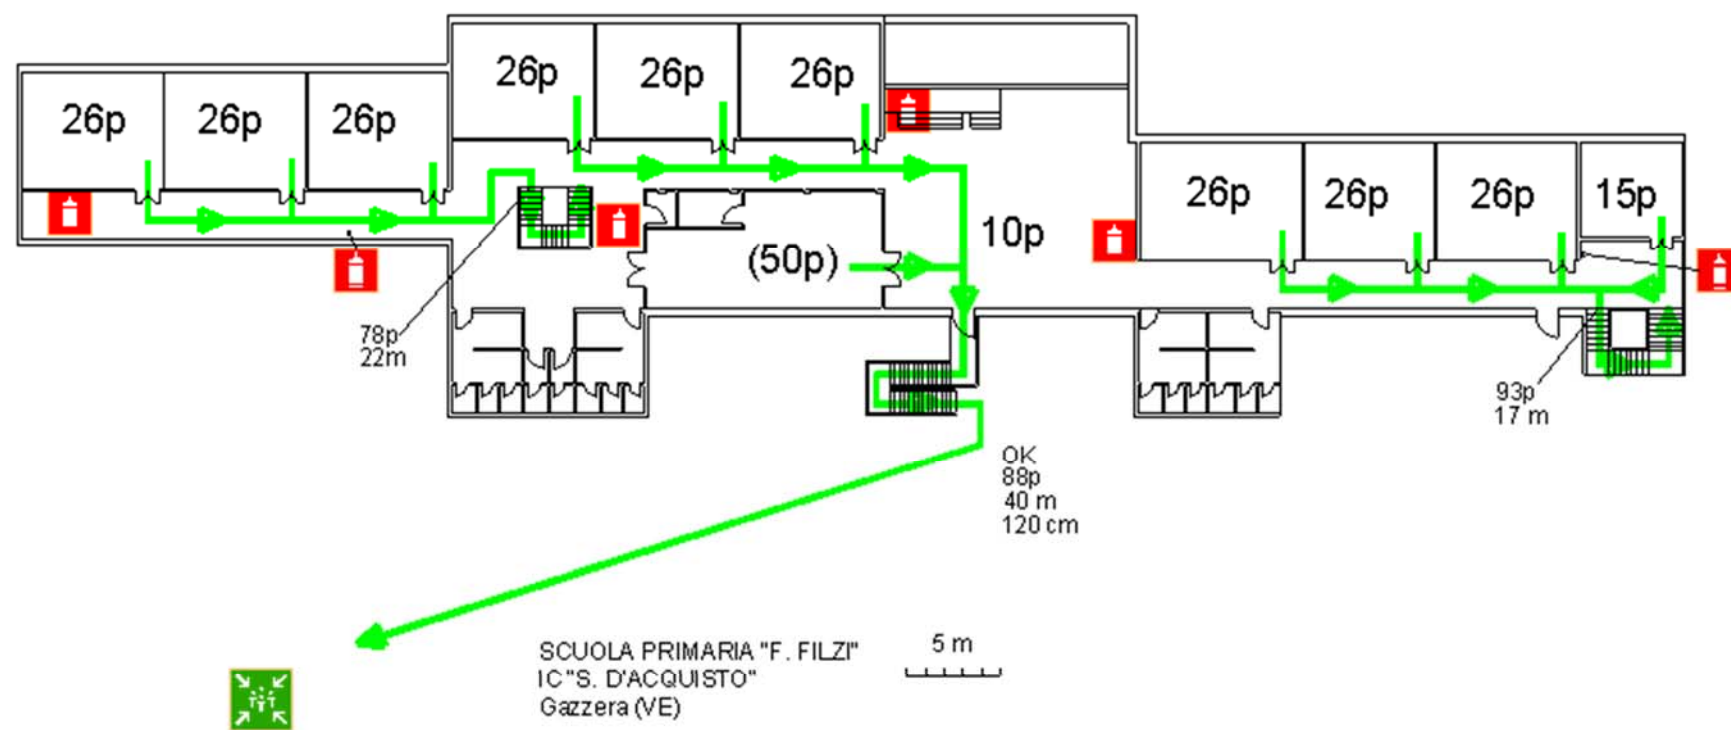 26p 26p 26p
26p 26p 26p
26p 26p 26p 15p
(50p)
10p
78p
22m
93p
17 m
OK
88p
40 m
120 cm
SCUOLA PRIMARIA "F. FILZI"
IC "S. D'ACQUISTO"
Gazzera (VE)
5 m